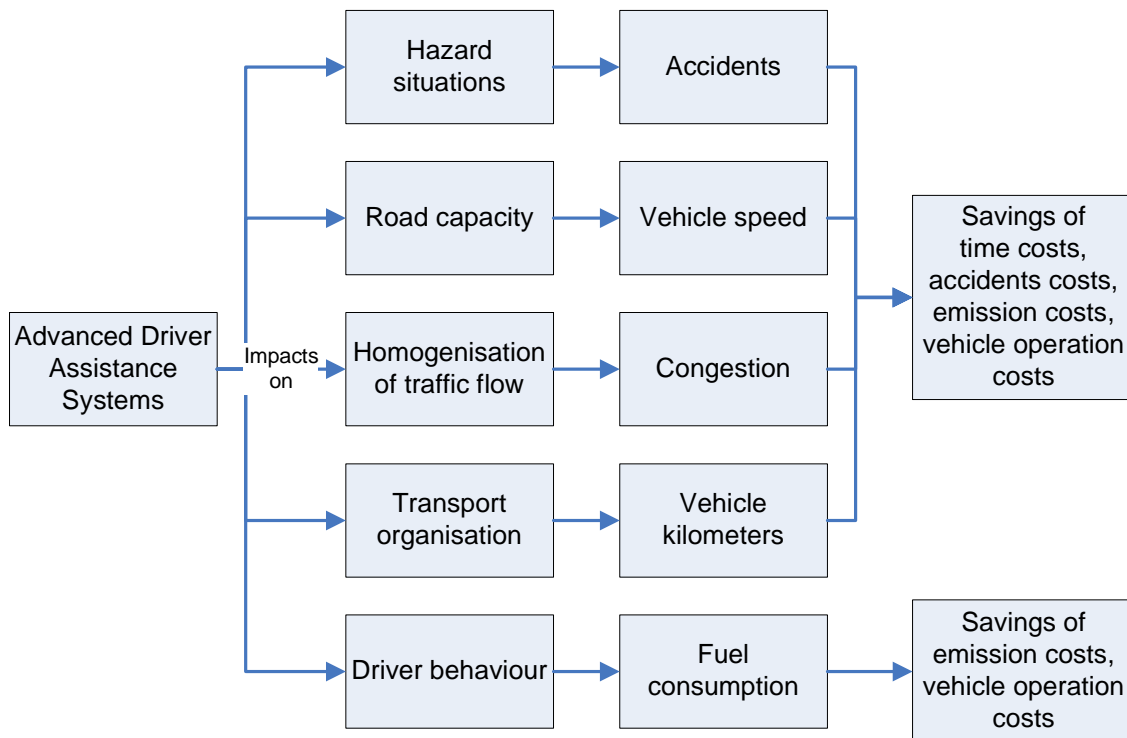 Hazard
situations
Accidents
Road capacity
Vehicle speed
Savings of
time costs,
accidents costs,
emission costs,
vehicle operation
costs
Advanced Driver
Assistance
Systems
Impacts
on
Homogenisation
of traffic flow
Congestion
Transport
organisation
Vehicle
kilometers
Driver behaviour
Fuel
consumption
Savings of
emission costs,
vehicle operation
costs